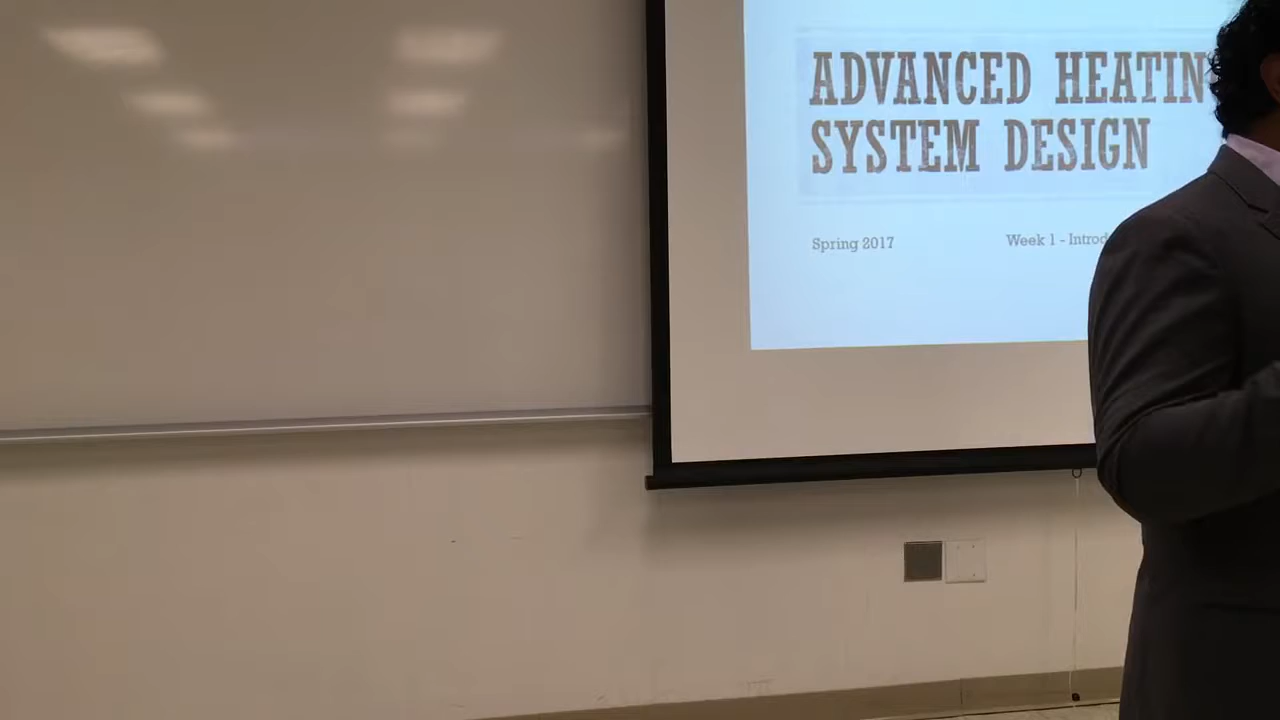 ADVANCED HEATIN
SYSTEM DESIGN
Spring 2017
Week 1 - Introd